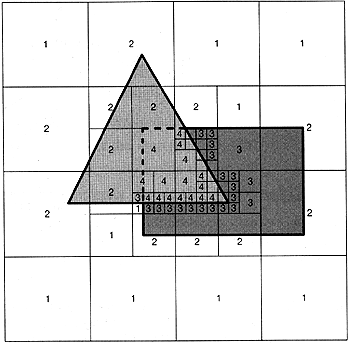 1 2 1 1
2 2 2 1
2
2 4 3 3
4 3
2 4 3
4
2 4 4 4 3 3
4 3 3
2 3 4 4 4 4 4 4 4 3 3
2 1 3 3 3 3 3 3 3 3 2
1
2 2 2
1 1 1 1